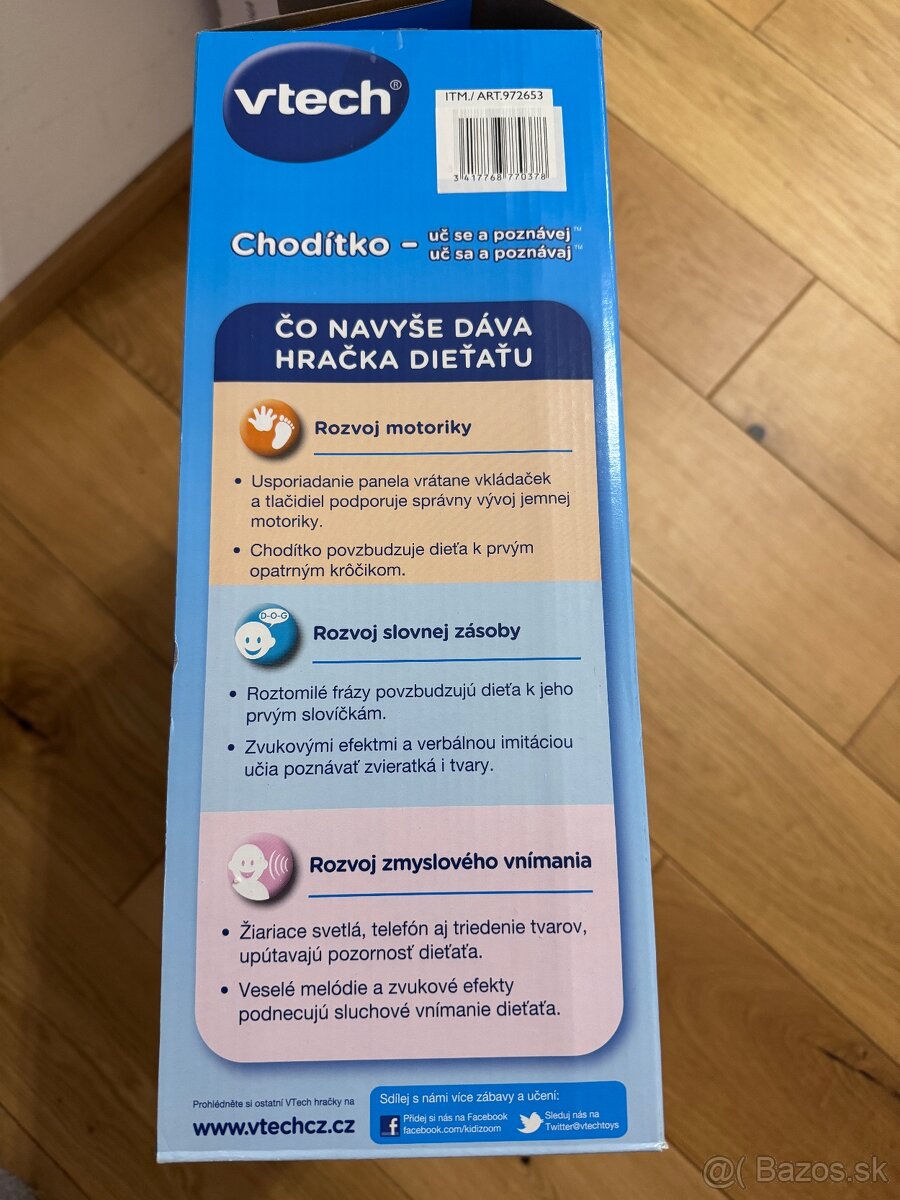 vtech®
ITM./ ART.972653
3 417768 770378
Chodítko – uč se a poznávej™
uč sa a poznávaj™
ČO NAVYŠE DÁVA
HRAČKA DIEŤAŤU
Rozvoj motoriky
• Usporiadanie panela vrátane vkládaček
a tlačidiel podporuje správny vývoj jemnej
motoriky.
• Chodítko povzbudzuje dieťa k prvým
opatrným krôčikom.
D-O-G
Rozvoj slovnej zásoby
• Roztomilé frázy povzbudzujú dieťa k jeho
prvým slovíčkám.
• Zvukovými efektmi a verbálnou imitáciou
učia poznávať zvieratká i tvary.
Rozvoj zmyslového vnímania
• Žiariace svetlá, telefón aj triedenie tvarov,
upútavajú pozornosť dieťaťa.
• Veselé melódie a zvukové efekty
podnecujú sluchové vnímanie dieťaťa.
Prohlédněte si ostatní VTech hračky na
www.vtechcz.cz
Sdílej s námi více zábavy a učení:
Přidej si nás na Facebook
facebook.com/kidizoom
Sleduj nás na
Twitter@vtechtoys
@( Bazos.sk